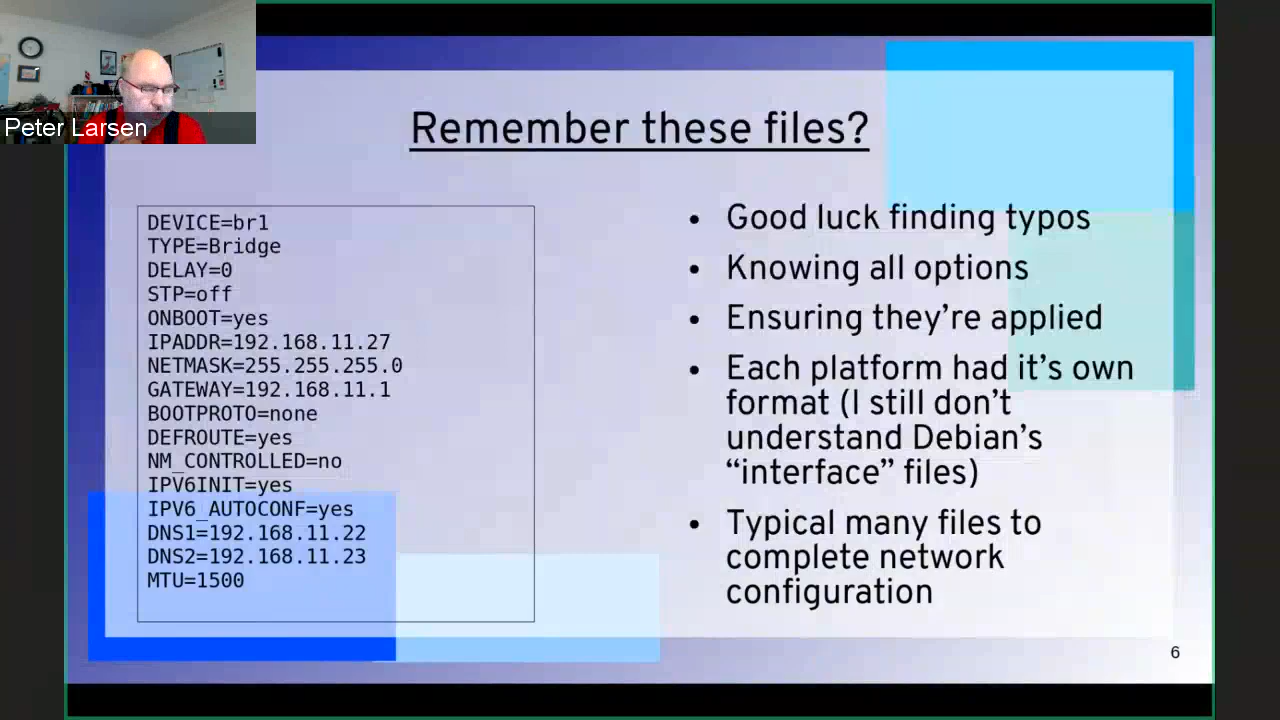 Peter Larsen
Remember these files?
DEVICE=br1
TYPE=Bridge
DELAY=0
STP=off
ONBOOT=yes
IPADDR=192.168.11.27
NETMASK=255.255.255.0
GATEWAY=192.168.11.1
BOOTPROTO=none
DEFROUTE=yes
NM_CONTROLLED=no
IPV6INIT=yes
IPV6_AUTOCONF=yes
DNS1=192.168.11.22
DNS2=192.168.11.23
MTU=1500
• Good luck finding typos
• Knowing all options
• Ensuring they’re applied
• Each platform had it’s own
format (I still don’t
understand Debian’s
“interface” files)
• Typical many files to
complete network
configuration
6